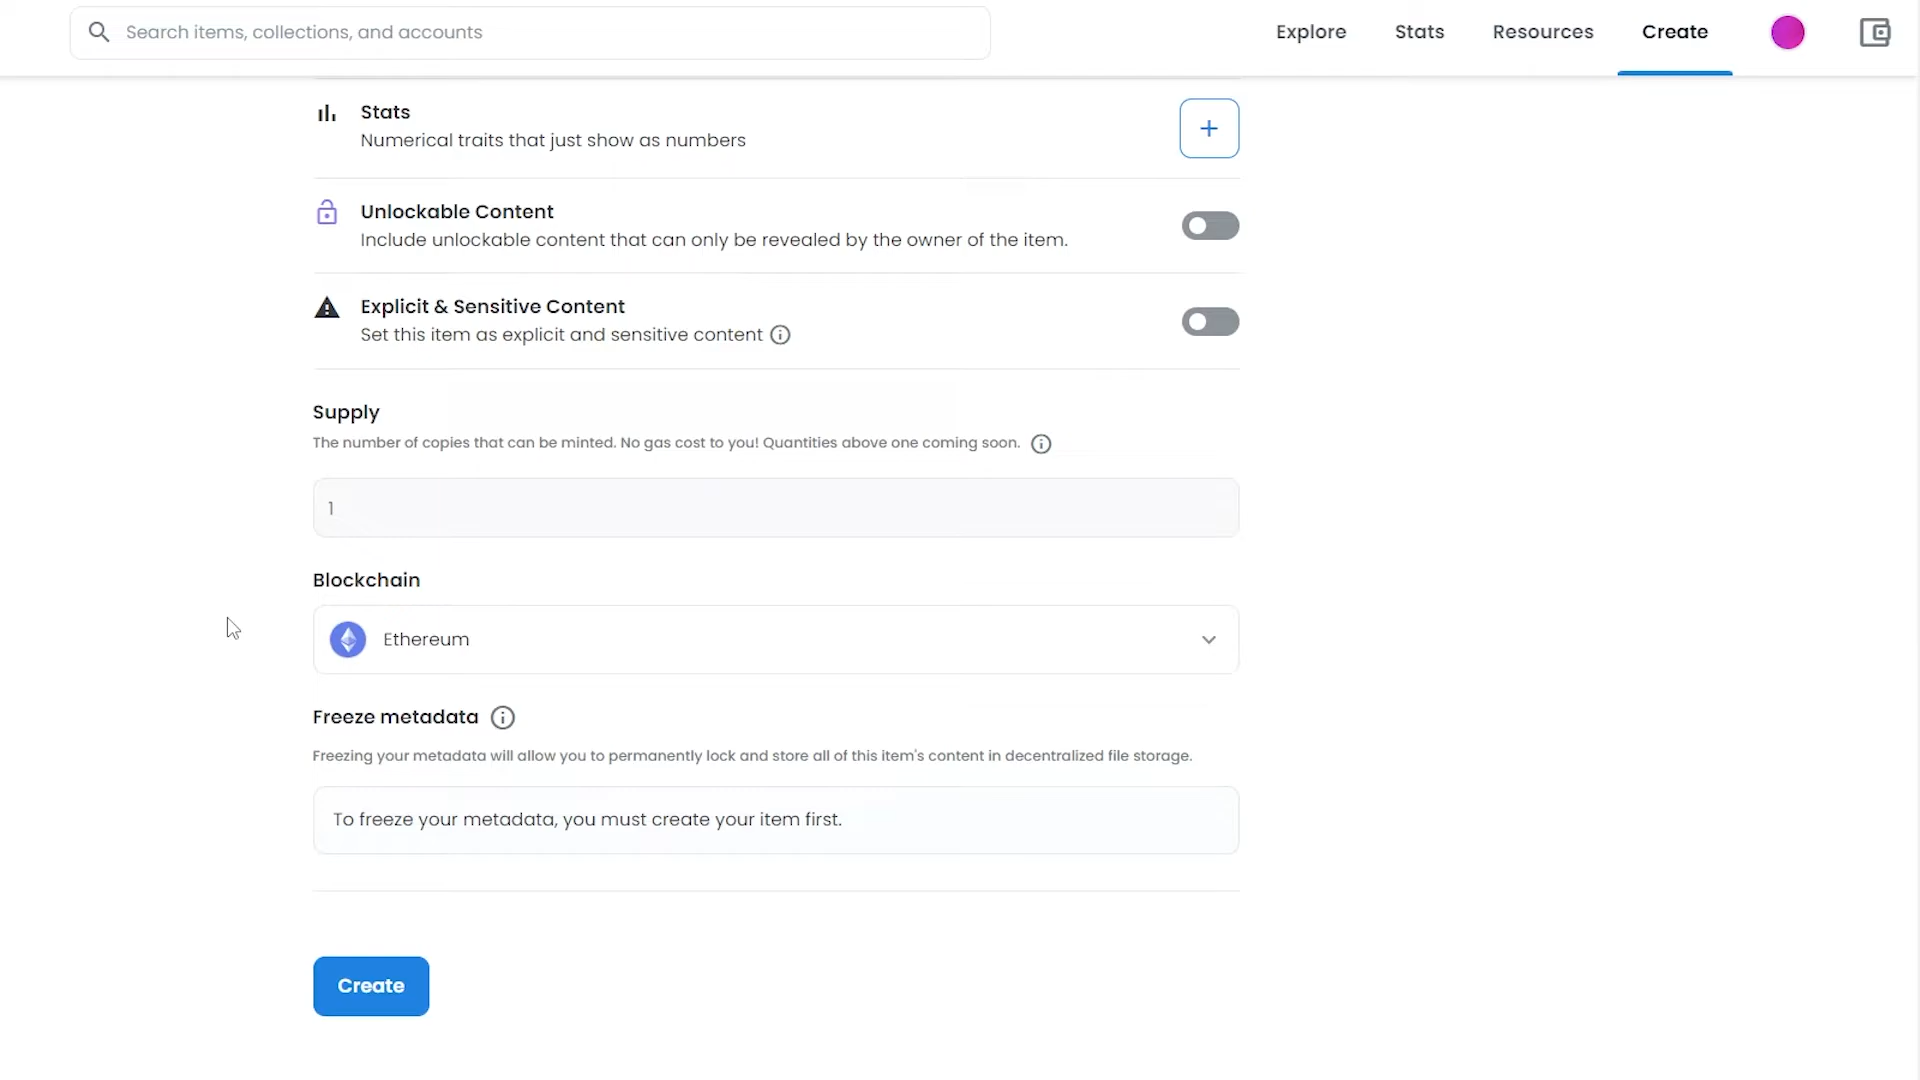 Search items, collections, and accounts
Explore
Stats
Resources
Create
Stats
Numerical traits that just show as numbers
Unlockable Content
Include unlockable content that can only be revealed by the owner of the item.
Explicit & Sensitive Content
Set this item as explicit and sensitive content
Supply
The number of copies that can be minted. No gas cost to you! Quantities above one coming soon.
1
Blockchain
Ethereum
Freeze metadata
Freezing your metadata will allow you to permanently lock and store all of this item's content in decentralized file storage.
To freeze your metadata, you must create your item first.
Create